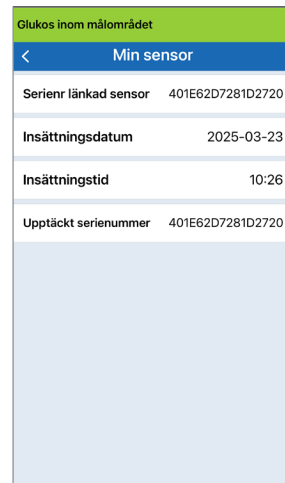 Glukos inom målområdet
Min sensor
Serienr länkad sensor 401E62D7281D2720
Insättningsdatum 2025-03-23
Insättningstid 10:26
Upptäckt serienummer 401E62D7281D2720